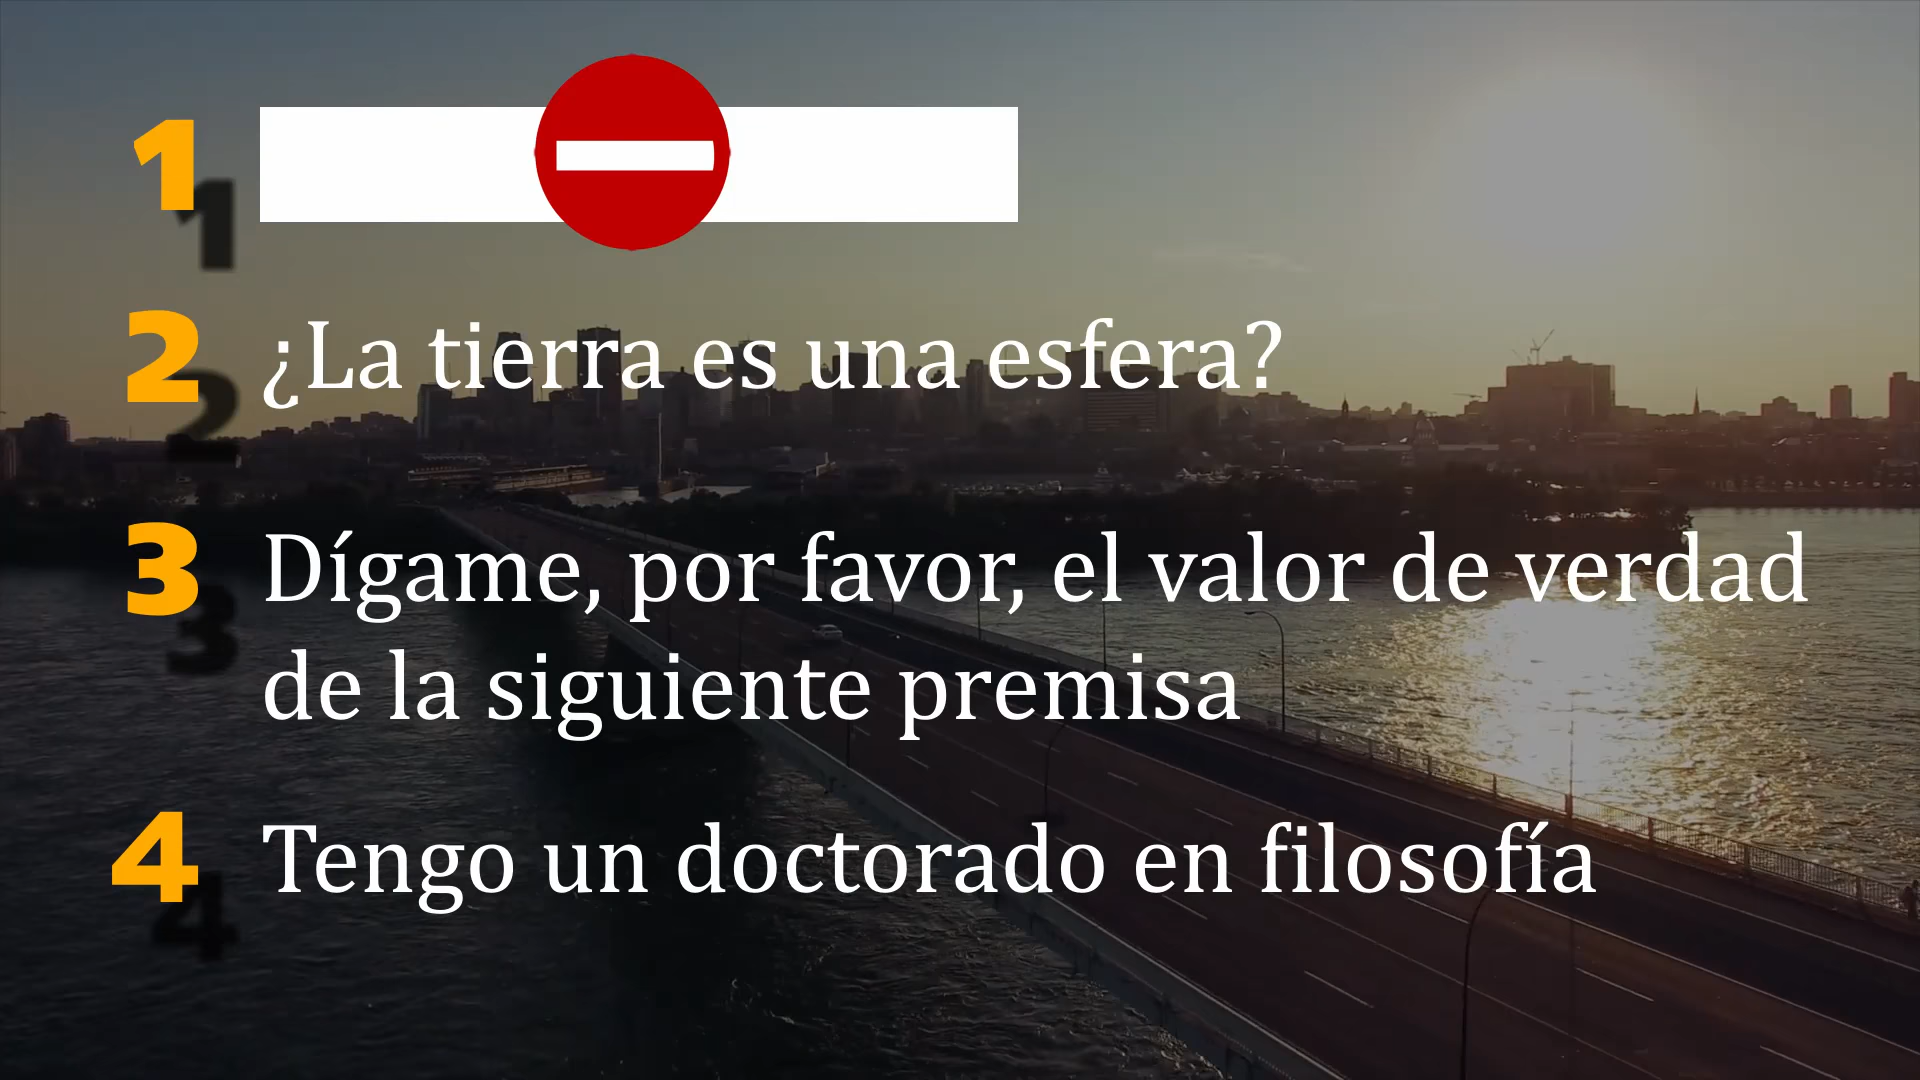 1
2 ¿La tierra es una esfera?
3 Dígame, por favor, el valor de verdad
de la siguiente premisa
4 Tengo un doctorado en filosofía